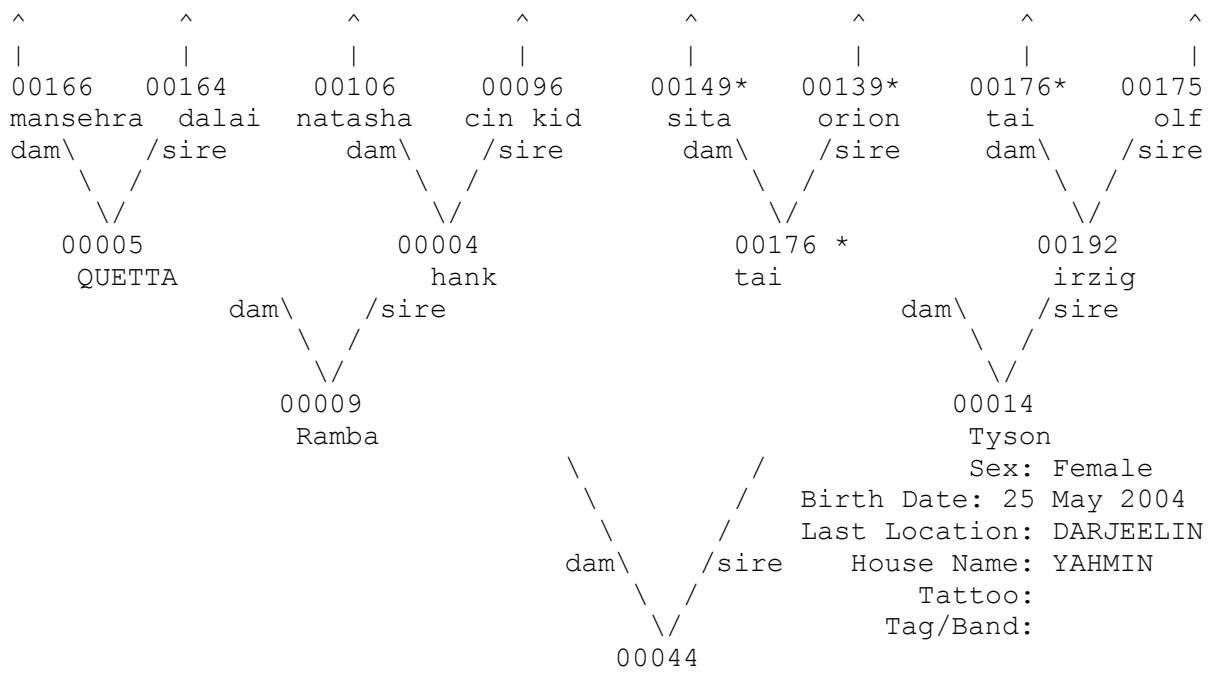 ^ ^ ^ ^ ^ ^ ^ ^
| | | | | | | |
00166 00164 00106 00096 00149* 00139* 00176* 00175
mansehra dalai natasha cin kid sita orion tai olf
dam\ /sire dam\ /sire dam\ /sire dam\ /sire
\ / \ / \ / \ /
\/ \/ \/ \/
00005 00004 00176 * 00192
QUETTA hank tai irzig
dam\ /sire dam\ /sire
\ / \ /
\/ \/
00009 00014
Ramba Tyson
\ / Sex: Female
\ / Birth Date: 25 May 2004
\ / Last Location: DARJEELIN
dam\ /sire House Name: YAHMIN
\ / Tattoo:
\/ Tag/Band:
00044